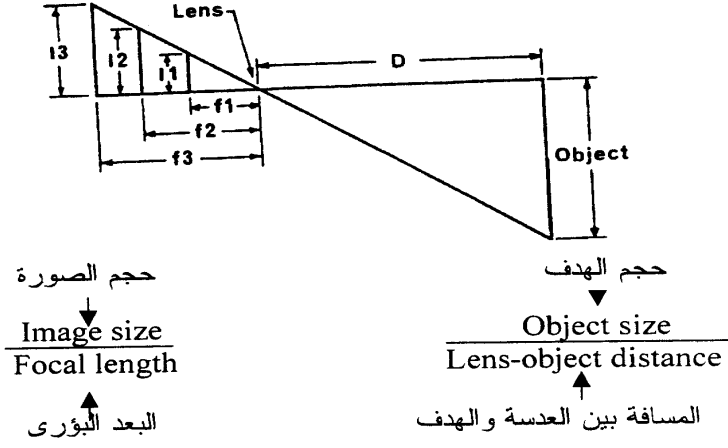 Lens
I3
I2
I1
D
f1
f2
f3
Object
حجم الصورة
Image size
Focal length
البعد البؤرى
حجم الهدف
Object size
Lens-object distance
المسافة بين العدسة والهدف